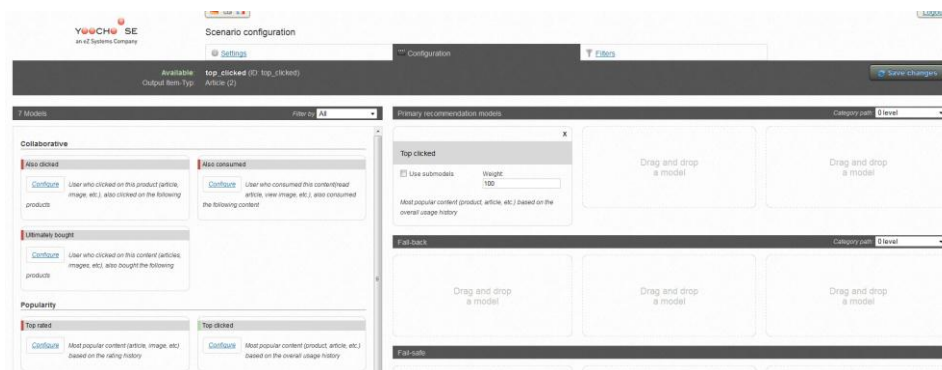 YOOCHOOSE
an eZ Systems Company
Logout
Scenario configuration
Settings
Configuration
Filters
Available top_clicked (ID: top_clicked)
Output Item-Typ Article (2)
Save changes
7 Models
Filter by: All
Collaborative
Also clicked
Configure User who clicked on this product (article,
image, etc.), also clicked on the following
products
Also consumed
Configure User who consumed this content(read
article, view image, etc.), also consumed
the following content
Ultimately bought
Configure User who clicked on this content (articles,
images, etc), also bought the following
products
Popularity
Top rated
Configure Most popular content (article, image, etc)
based on the rating history
Top clicked
Configure Most popular content (product, article, etc.)
based on the overall usage history
Primary recommendation models
Category path: 0 level
x
Top clicked
Use submodels
Weight:
100
Most popular content (product, article, etc.) based on the
overall usage history
Drag and drop
a model
Drag and drop
a model
Fall-back
Category path: 0 level
Drag and drop
a model
Drag and drop
a model
Drag and drop
a model
Fail-safe